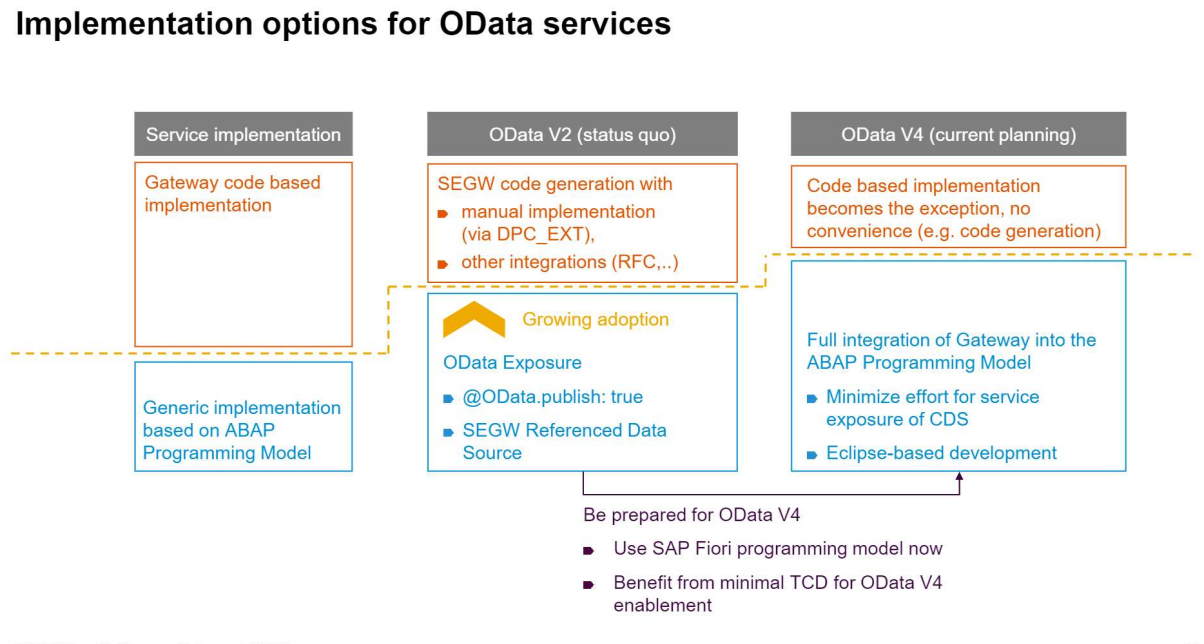 Implementation options for OData services
Service implementation
OData V2 (status quo)
OData V4 (current planning)
Gateway code based
implementation
SEGW code generation with
manual implementation
(via DPC_EXT),
other integrations (RFC,..)
Code based implementation
becomes the exception, no
convenience (e.g. code generation)
Generic implementation
based on ABAP
Programming Model
Growing adoption
OData Exposure
@OData.publish: true
SEGW Referenced Data
Source
Full integration of Gateway into the
ABAP Programming Model
Minimize effort for service
exposure of CDS
Eclipse-based development
Be prepared for OData V4
Use SAP Fiori programming model now
Benefit from minimal TCD for OData V4
enablement